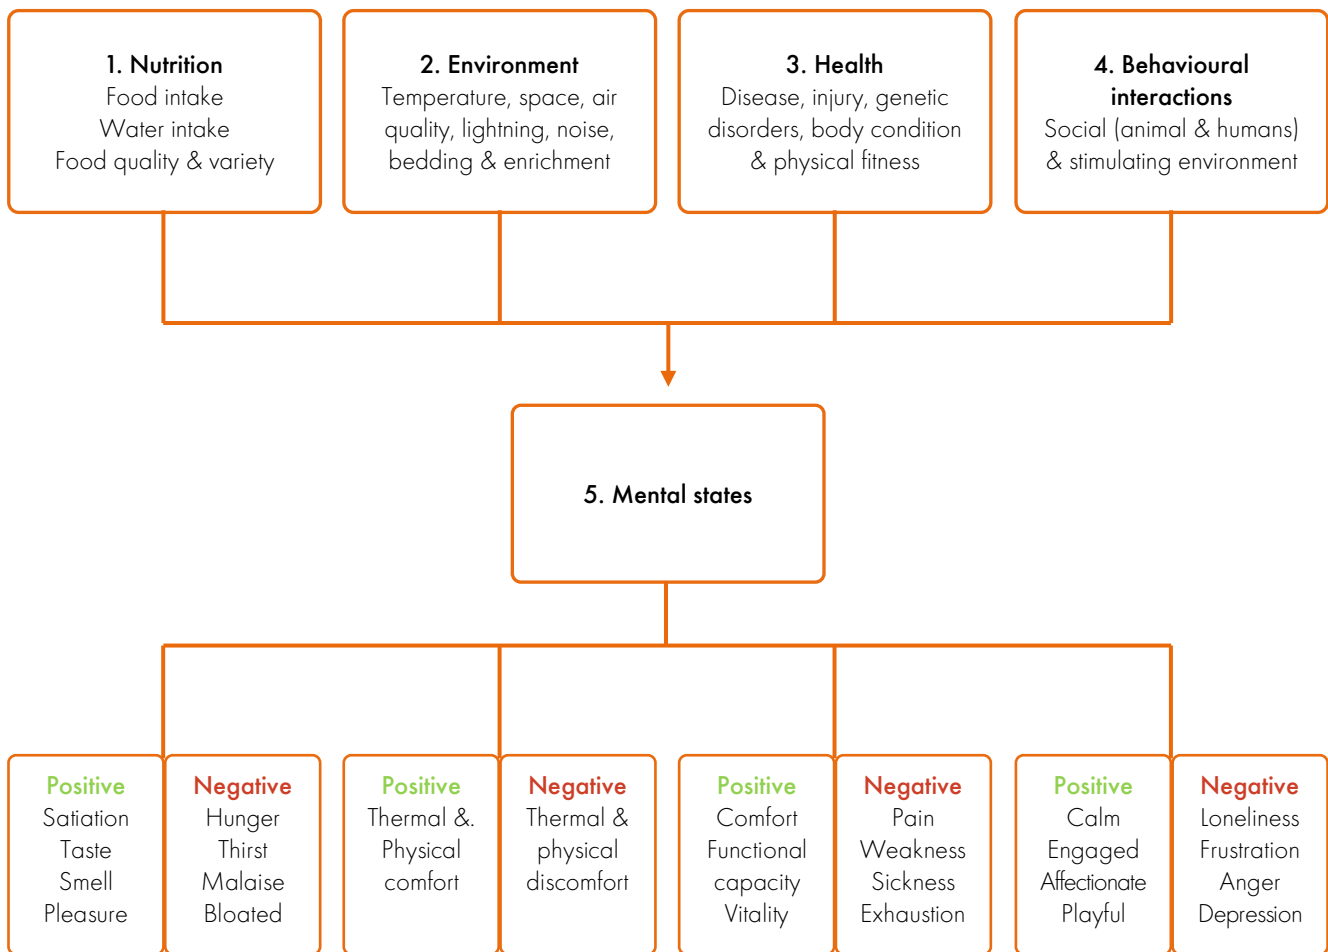 1. Nutrition
Food intake
Water intake
Food quality & variety
2. Environment
Temperature, space, air
quality, lightning, noise,
bedding & enrichment
3. Health
Disease, injury, genetic
disorders, body condition
& physical fitness
4. Behavioural
interactions
Social (animal & humans)
& stimulating environment
5. Mental states
Positive
Satiation
Taste
Smell
Pleasure
Negative
Hunger
Thirst
Malaise
Bloated
Positive
Thermal &.
Physical
comfort
Negative
Thermal &
physical
discomfort
Positive
Comfort
Functional
capacity
Vitality
Negative
Pain
Weakness
Sickness
Exhaustion
Positive
Calm
Engaged
Affectionate
Playful
Negative
Loneliness
Frustration
Anger
Depression